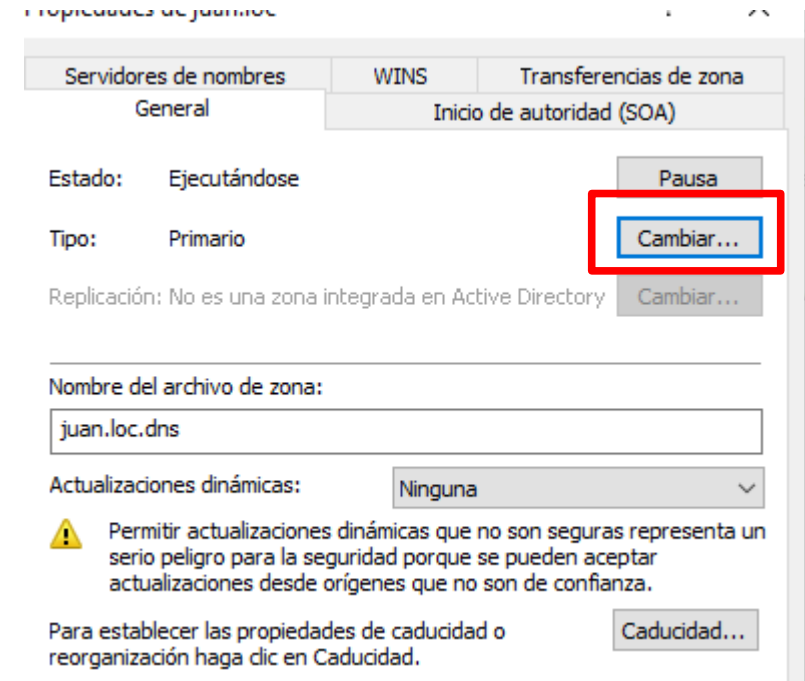 Propiedades de juan.loc
Servidores de nombres WINS Transferencias de zona
General Inicio de autoridad (SOA)
Estado: Ejecutándose Pausa
Tipo: Primario Cambiar...
Replicación: No es una zona integrada en Active Directory Cambiar...
Nombre del archivo de zona:
juan.loc.dns
Actualizaciones dinámicas: Ninguna
Permitir actualizaciones dinámicas que no son seguras representa un
serio peligro para la seguridad porque se pueden aceptar
actualizaciones desde orígenes que no son de confianza.
Para establecer las propiedades de caducidad o Caducidad...
reorganización haga clic en Caducidad.